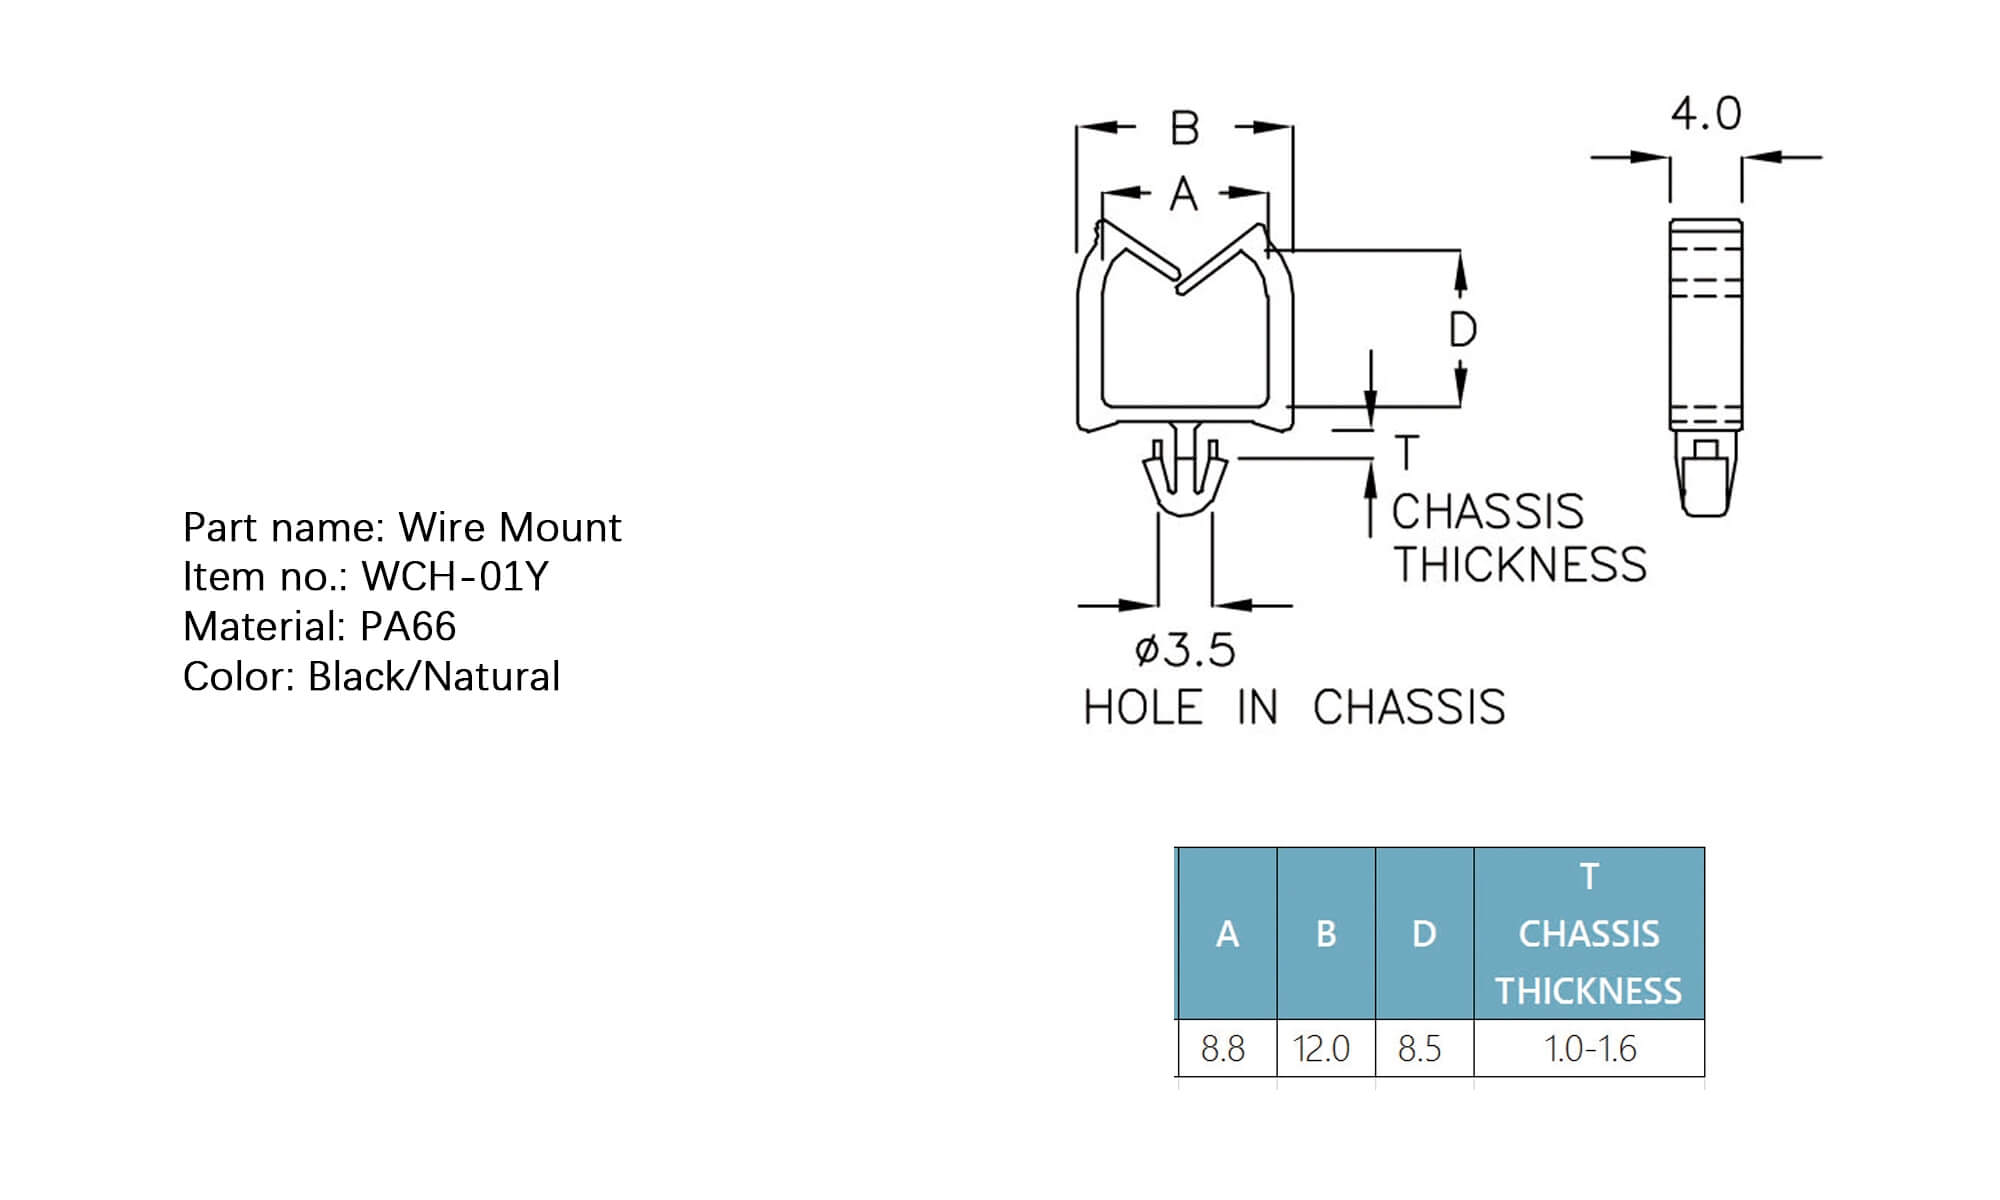 Part name: Wire Mount
Item no.: WCH-01Y
Material: PA66
Color: Black/Natural
B
A
4.0
D
T
CHASSIS
THICKNESS
ø3.5
HOLE IN CHASSIS
A B D T CHASSIS THICKNESS
8.8 12.0 8.5 1.0-1.6